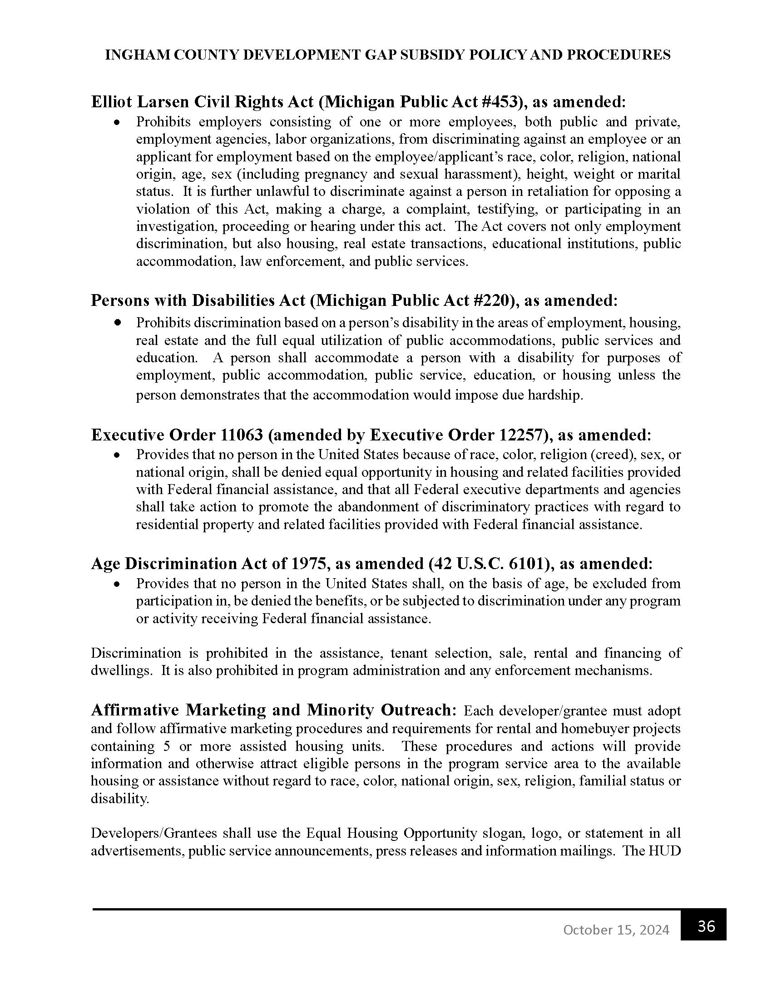 INGHAM COUNTY DEVELOPMENT GAP SUBSIDY POLICY AND PROCEDURES
Elliot Larsen Civil Rights Act (Michigan Public Act #453), as amended:
• Prohibits employers consisting of one or more employees, both public and private,
employment agencies, labor organizations, from discriminating against an employee or an
applicant for employment based on the employee/applicant’s race, color, religion, national
origin, age, sex (including pregnancy and sexual harassment), height, weight or marital
status. It is further unlawful to discriminate against a person in retaliation for opposing a
violation of this Act, making a charge, a complaint, testifying, or participating in an
investigation, proceeding or hearing under this act. The Act covers not only employment
discrimination, but also housing, real estate transactions, educational institutions, public
accommodation, law enforcement, and public services.
Persons with Disabilities Act (Michigan Public Act #220), as amended:
• Prohibits discrimination based on a person’s disability in the areas of employment, housing,
real estate and the full equal utilization of public accommodations, public services and
education. A person shall accommodate a person with a disability for purposes of
employment, public accommodation, public service, education, or housing unless the
person demonstrates that the accommodation would impose due hardship.
Executive Order 11063 (amended by Executive Order 12257), as amended:
• Provides that no person in the United States because of race, color, religion (creed), sex, or
national origin, shall be denied equal opportunity in housing and related facilities provided
with Federal financial assistance, and that all Federal executive departments and agencies
shall take action to promote the abandonment of discriminatory practices with regard to
residential property and related facilities provided with Federal financial assistance.
Age Discrimination Act of 1975, as amended (42 U.S.C. 6101), as amended:
• Provides that no person in the United States shall, on the basis of age, be excluded from
participation in, be denied the benefits, or be subjected to discrimination under any program
or activity receiving Federal financial assistance.
Discrimination is prohibited in the assistance, tenant selection, sale, rental and financing of
dwellings. It is also prohibited in program administration and any enforcement mechanisms.
Affirmative Marketing and Minority Outreach: Each developer/grantee must adopt
and follow affirmative marketing procedures and requirements for rental and homebuyer projects
containing 5 or more assisted housing units. These procedures and actions will provide
information and otherwise attract eligible persons in the program service area to the available
housing or assistance without regard to race, color, national origin, sex, religion, familial status or
disability.
Developers/Grantees shall use the Equal Housing Opportunity slogan, logo, or statement in all
advertisements, public service announcements, press releases and information mailings. The HUD
October 15, 2024
36